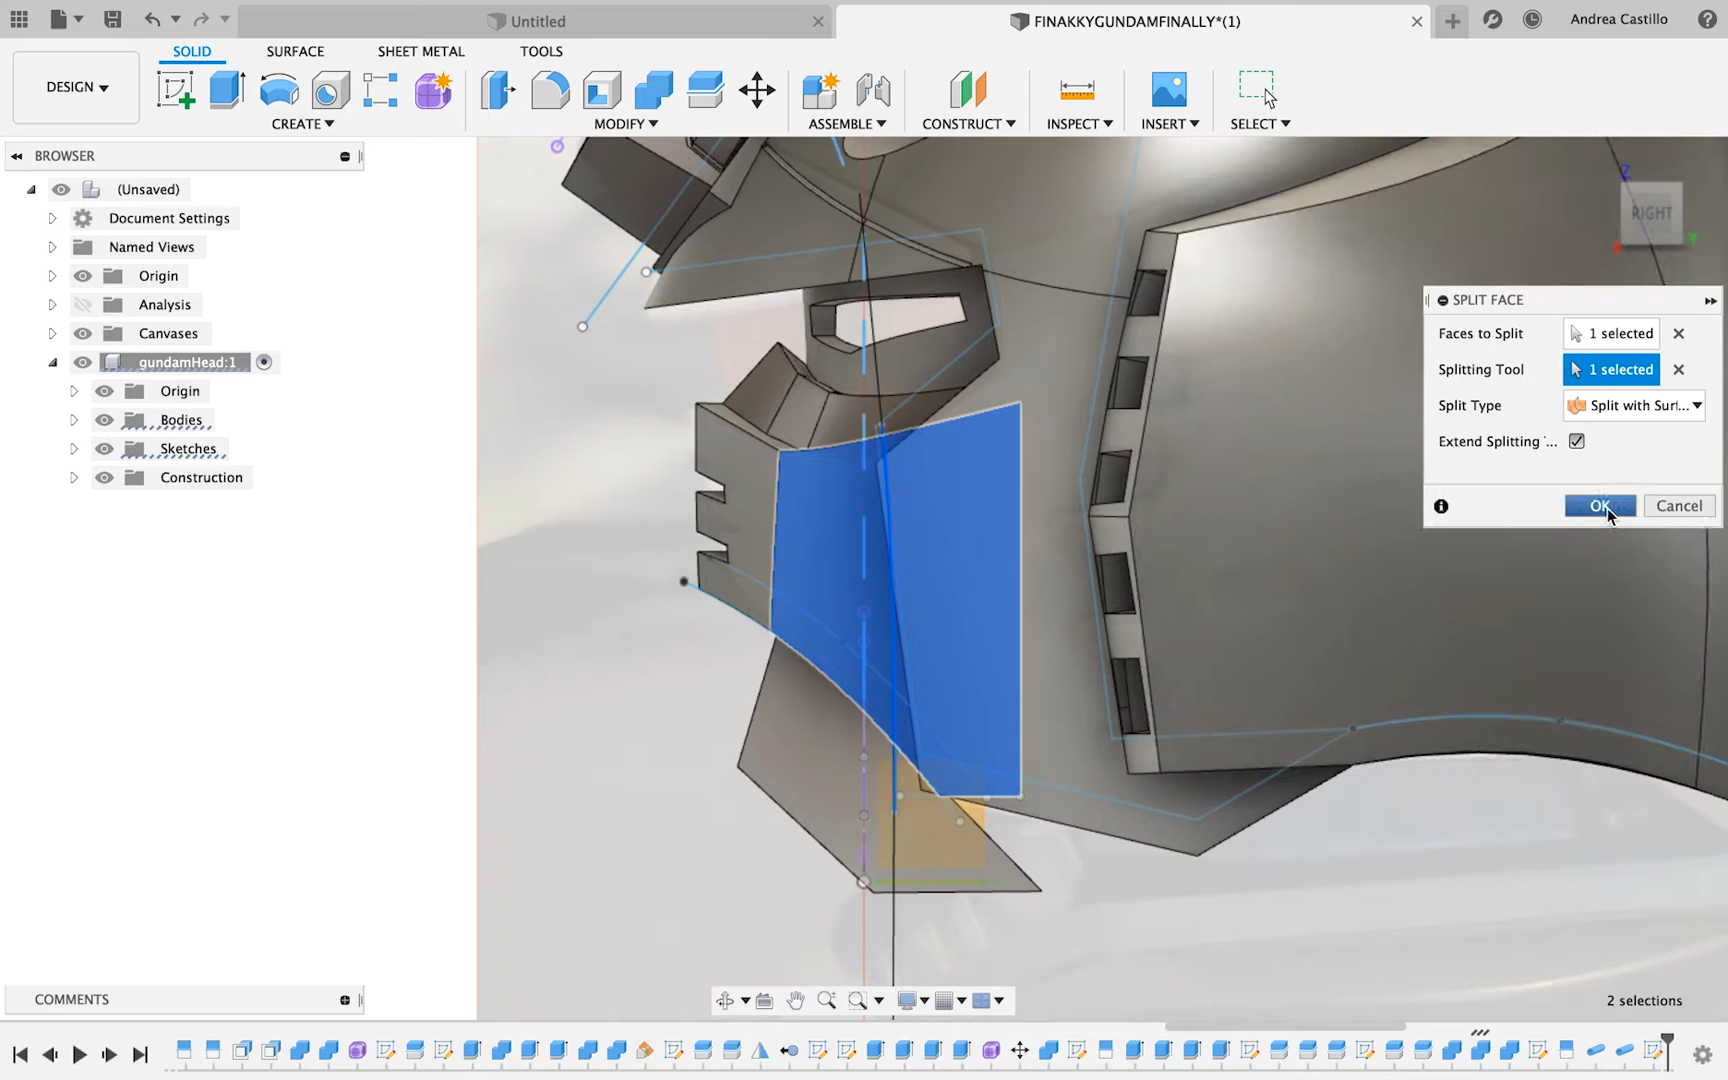 Untitled
FINAKKYGUNDAMFINALLY*(1)
Andrea Castillo
SOLID
SURFACE
SHEET METAL
TOOLS
DESIGN
CREATE
MODIFY
ASSEMBLE
CONSTRUCT
INSPECT
INSERT
SELECT
BROWSER
(Unsaved)
Document Settings
Named Views
Origin
Analysis
Canvases
gundamHead:1
Origin
Bodies
Sketches
Construction
Z
RIGHT
SPLIT FACE
Faces to Split
1 selected
Splitting Tool
1 selected
Split Type
Split with Surf...
Extend Splitting '...
OK
Cancel
COMMENTS
2 selections